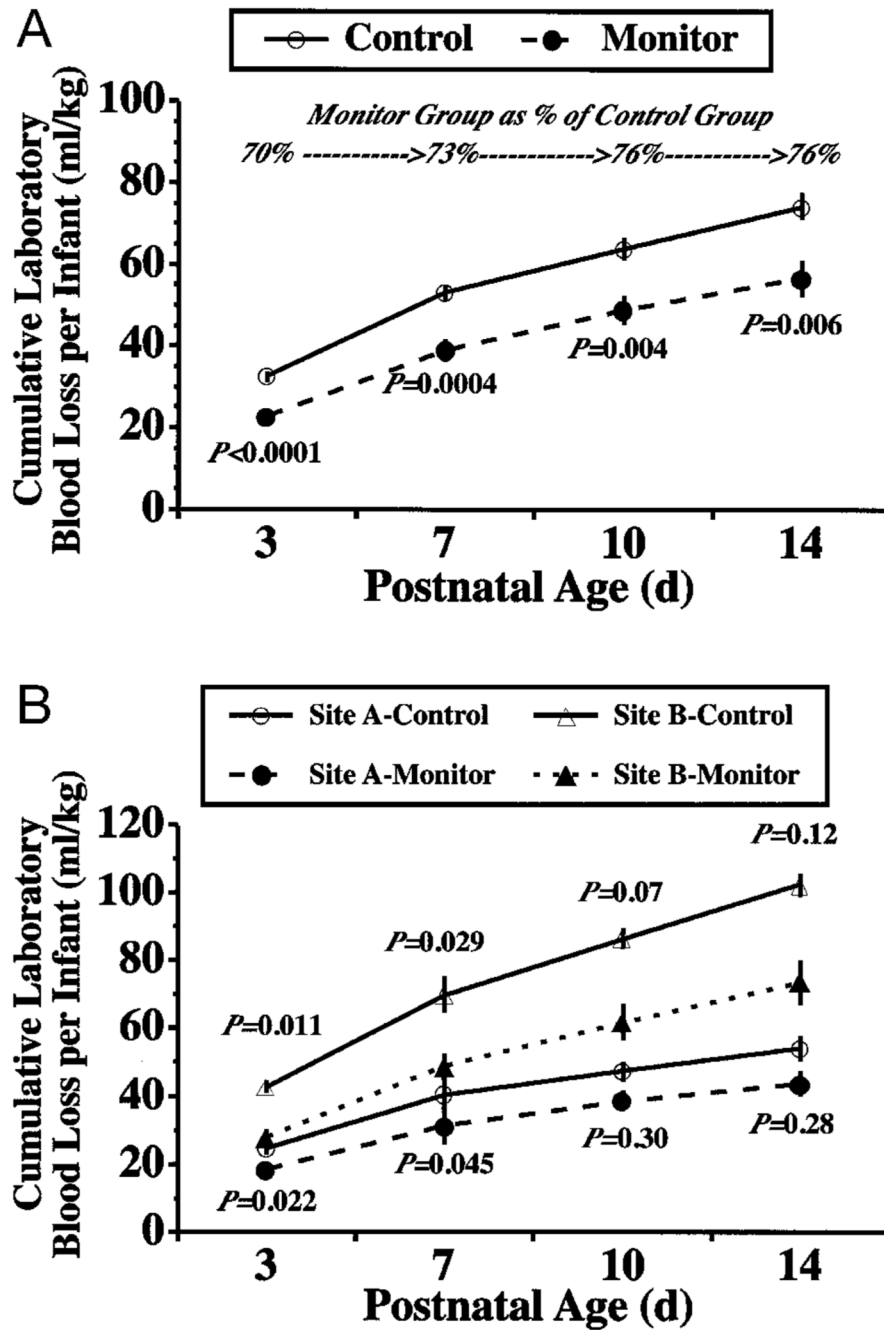 A
Control Monitor
Cumulative Laboratory
Blood Loss per Infant (ml/kg)
100
80
60
40
20
0
Monitor Group as % of Control Group
70% ------------>73%------------>76%------------>76%
P<0.0001
P=0.0004
P=0.004
P=0.006
3 7 10 14
Postnatal Age (d)
B
Site A-Control Site B-Control
Site A-Monitor Site B-Monitor
Cumulative Laboratory
Blood Loss per Infant (ml/kg)
120
100
80
60
40
20
0
P=0.011
P=0.029
P=0.07
P=0.12
P=0.022
P=0.045
P=0.30
P=0.28
3 7 10 14
Postnatal Age (d)